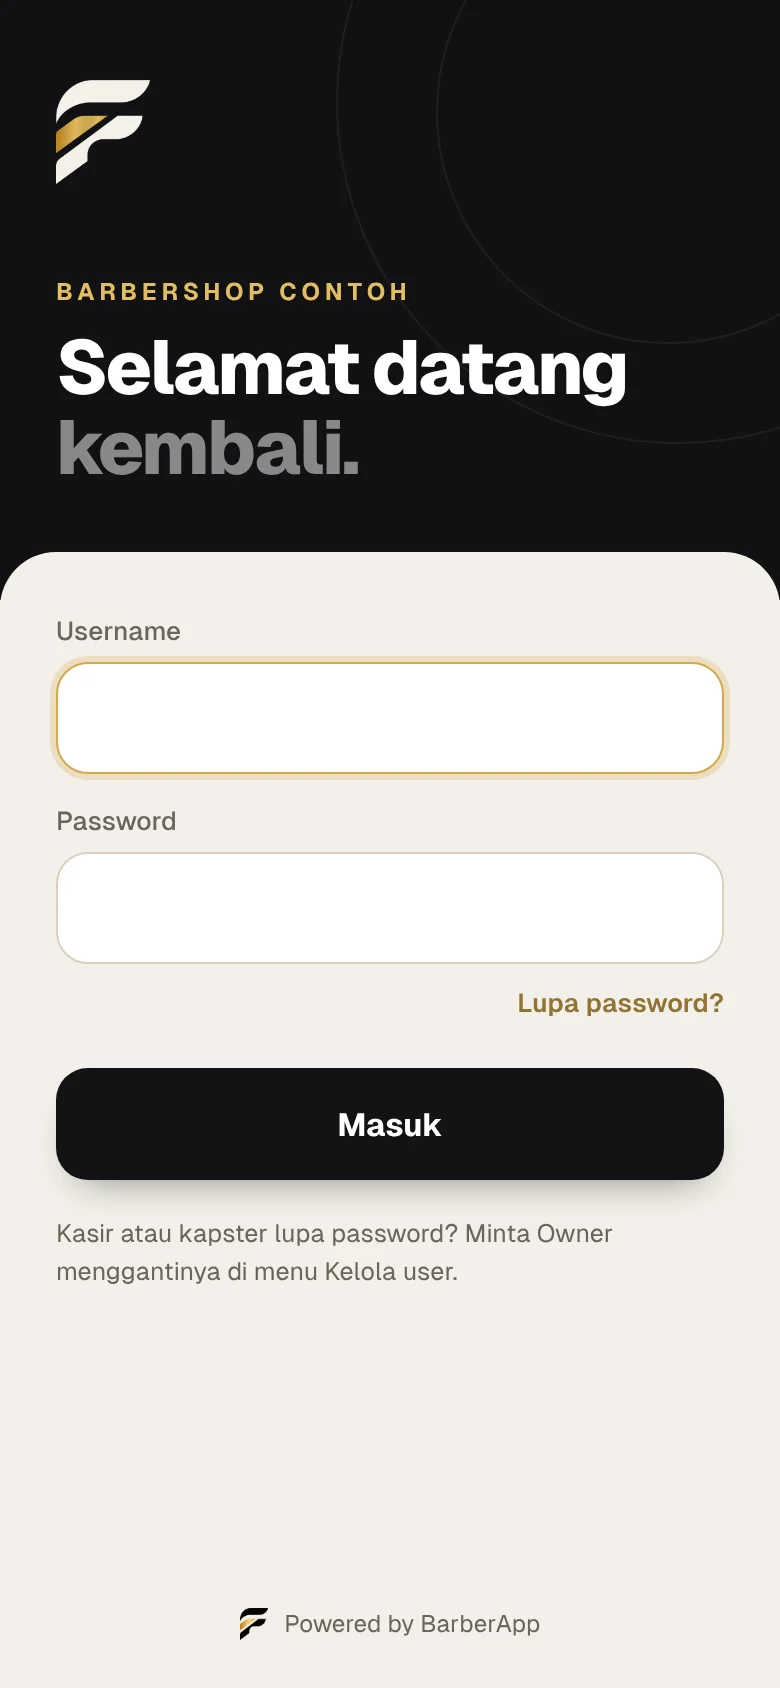 BARBERSHOP CONTOH
Selamat datang
kembali.
Username
Password
Lupa password?
Masuk
Kasir atau kapster lupa password? Minta Owner
menggantinya di menu Kelola user.
Powered by BarberApp